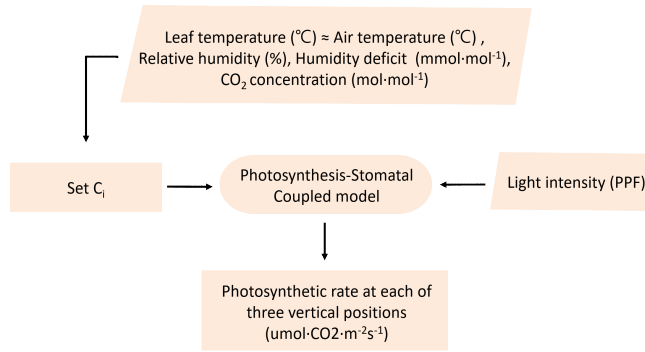 Leaf temperature (℃) ≈ Air temperature (℃) ,
Relative humidity (%), Humidity deficit (mmol·mol⁻¹),
CO₂ concentration (mol·mol⁻¹)
Set Cᵢ
Photosynthesis-Stomatal
Coupled model
Light intensity (PPF)
Photosynthetic rate at each of
three vertical positions
(umol·CO2·m⁻²s⁻¹)